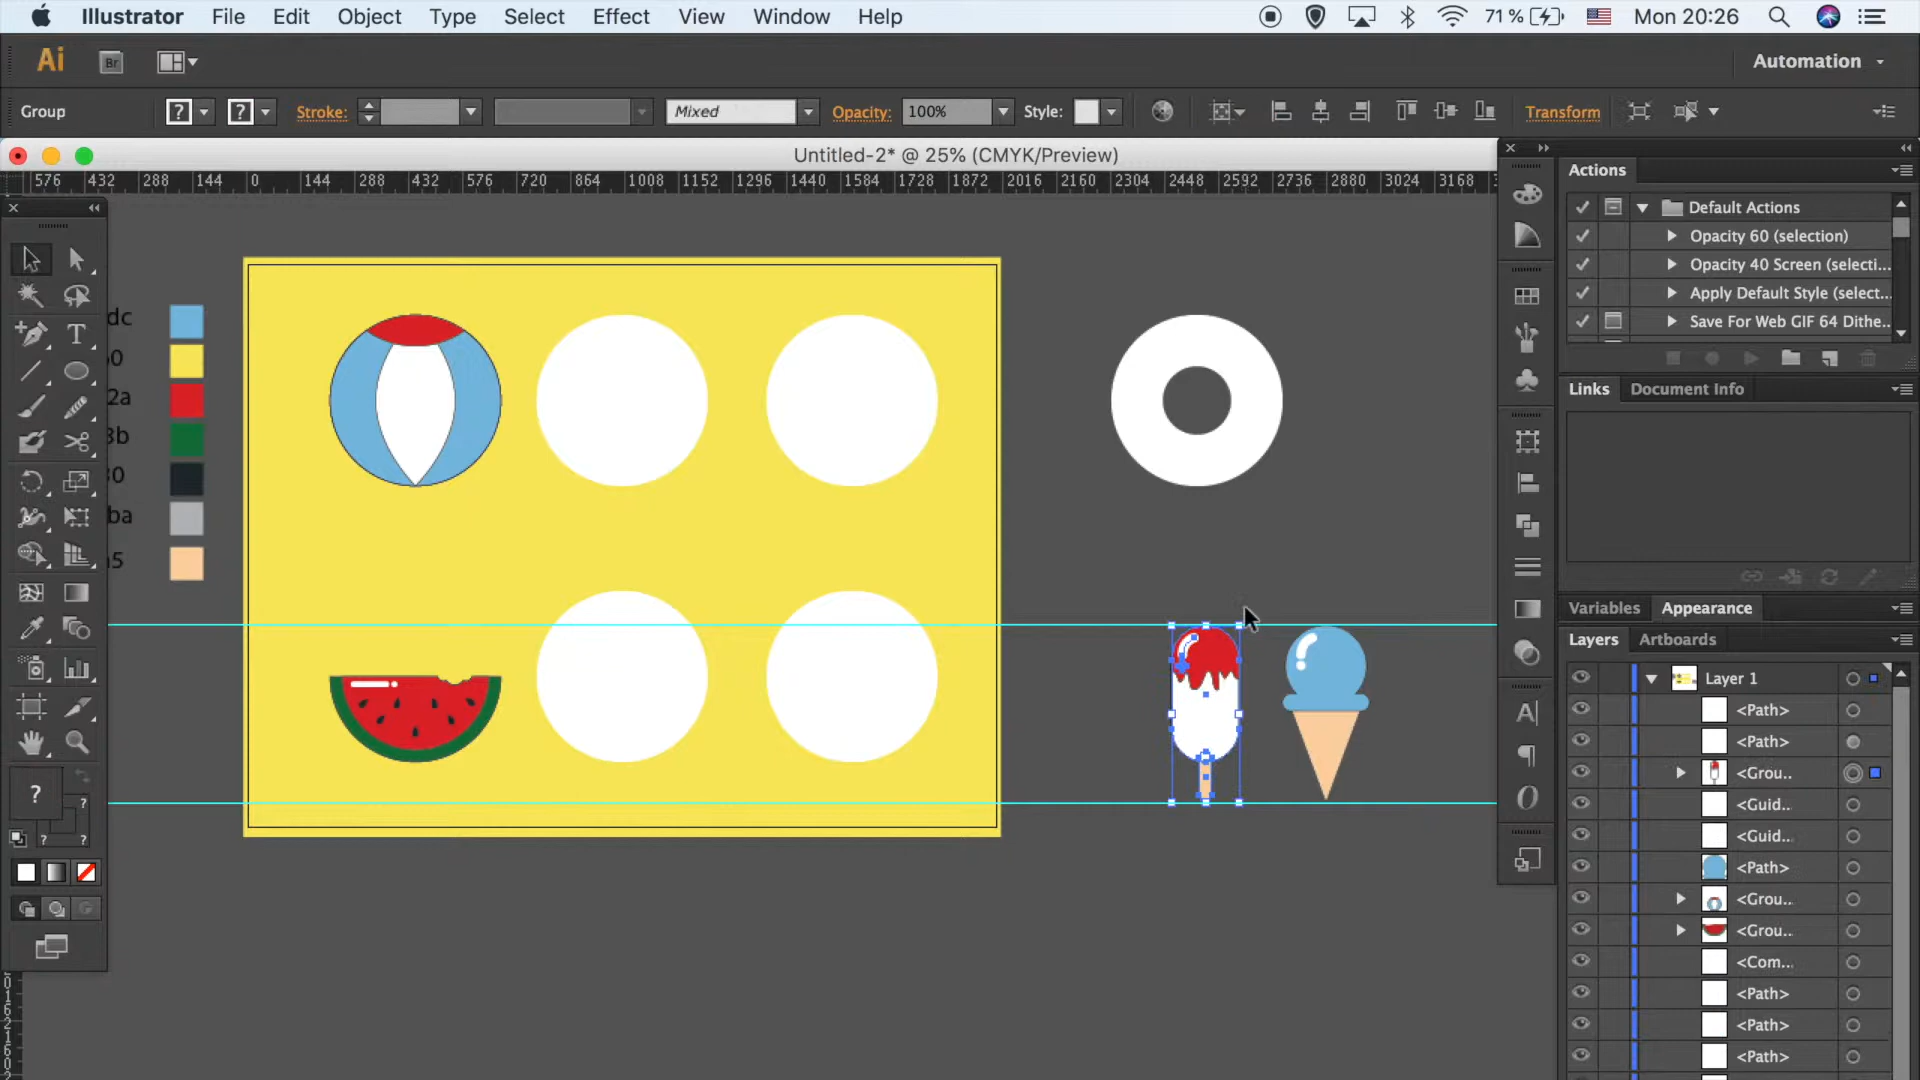 Illustrator File Edit Object Type Select Effect View Window Help 71 % Mon 20:26
Ai Br Automation
Group ? ? Stroke: Mixed Opacity: 100% Style: Transform
Untitled-2* @ 25% (CMYK/Preview)
576 432 288 144 0 144 288 432 576 720 864 1008 1152 1296 1440 1584 1728 1872 2016 2160 2304 2448 2592 2736 2880 3024 3168
Actions
Default Actions
Opacity 60 (selection)
Opacity 40 Screen (selecti...
Apply Default Style (select...
Save For Web GIF 64 Dithe...
Links Document Info
Variables Appearance
Layers Artboards
Layer 1
<Path>
<Path>
<Grou..
<Guid..
<Guid..
<Path>
<Grou..
<Grou..
<Com..
<Path>
<Path>
<Path>
dc
0
2a
3b
30
ba
a5
T
A
O
? ?
? ?